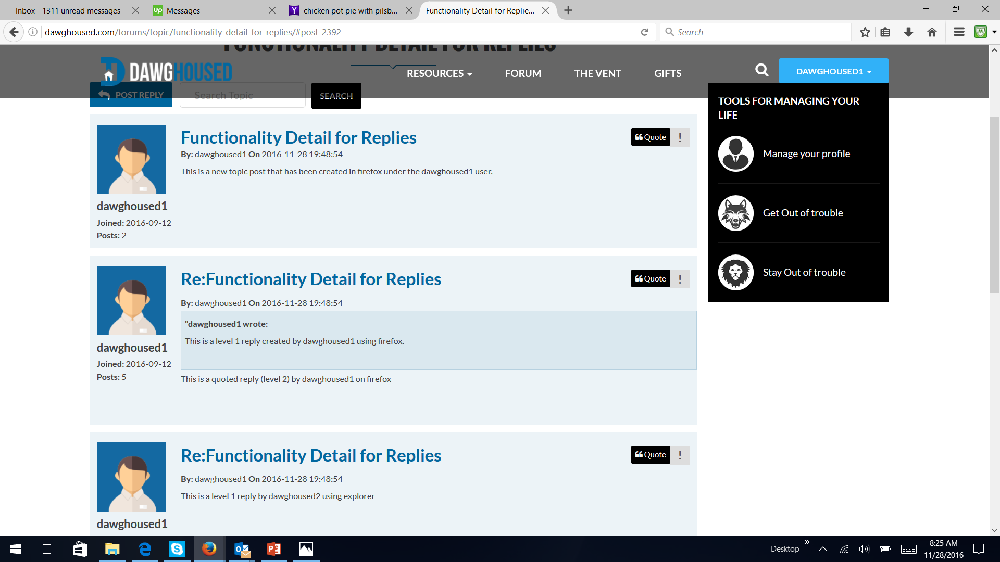 Inbox - 1311 unread messages
Messages
chicken pot pie with pilsb...
Functionality Detail for Replie...
dawghoused.com/forums/topic/functionality-detail-for-replies/#post-2392
Search
FUNCTIONALITY DETAIL FOR REPLIES
DAWGHOUSED
RESOURCES
FORUM
THE VENT
GIFTS
DAWGHOUSED1
POST REPLY
Search Topic
SEARCH
TOOLS FOR MANAGING YOUR
LIFE
Manage your profile
Get Out of trouble
Stay Out of trouble
Functionality Detail for Replies
Quote
!
By: dawghoused1 On 2016-11-28 19:48:54
This is a new topic post that has been created in firefox under the dawghoused1 user.
dawghoused1
Joined: 2016-09-12
Posts: 2
Re:Functionality Detail for Replies
Quote
!
By: dawghoused1 On 2016-11-28 19:48:54
"dawghoused1 wrote:
This is a level 1 reply created by dawghoused1 using firefox.
This is a quoted reply (level 2) by dawghoused1 on firefox
dawghoused1
Joined: 2016-09-12
Posts: 5
Re:Functionality Detail for Replies
Quote
!
By: dawghoused1 On 2016-11-28 19:48:54
This is a level 1 reply by dawghoused2 using explorer
dawghoused1
Desktop
8:25 AM
11/28/2016